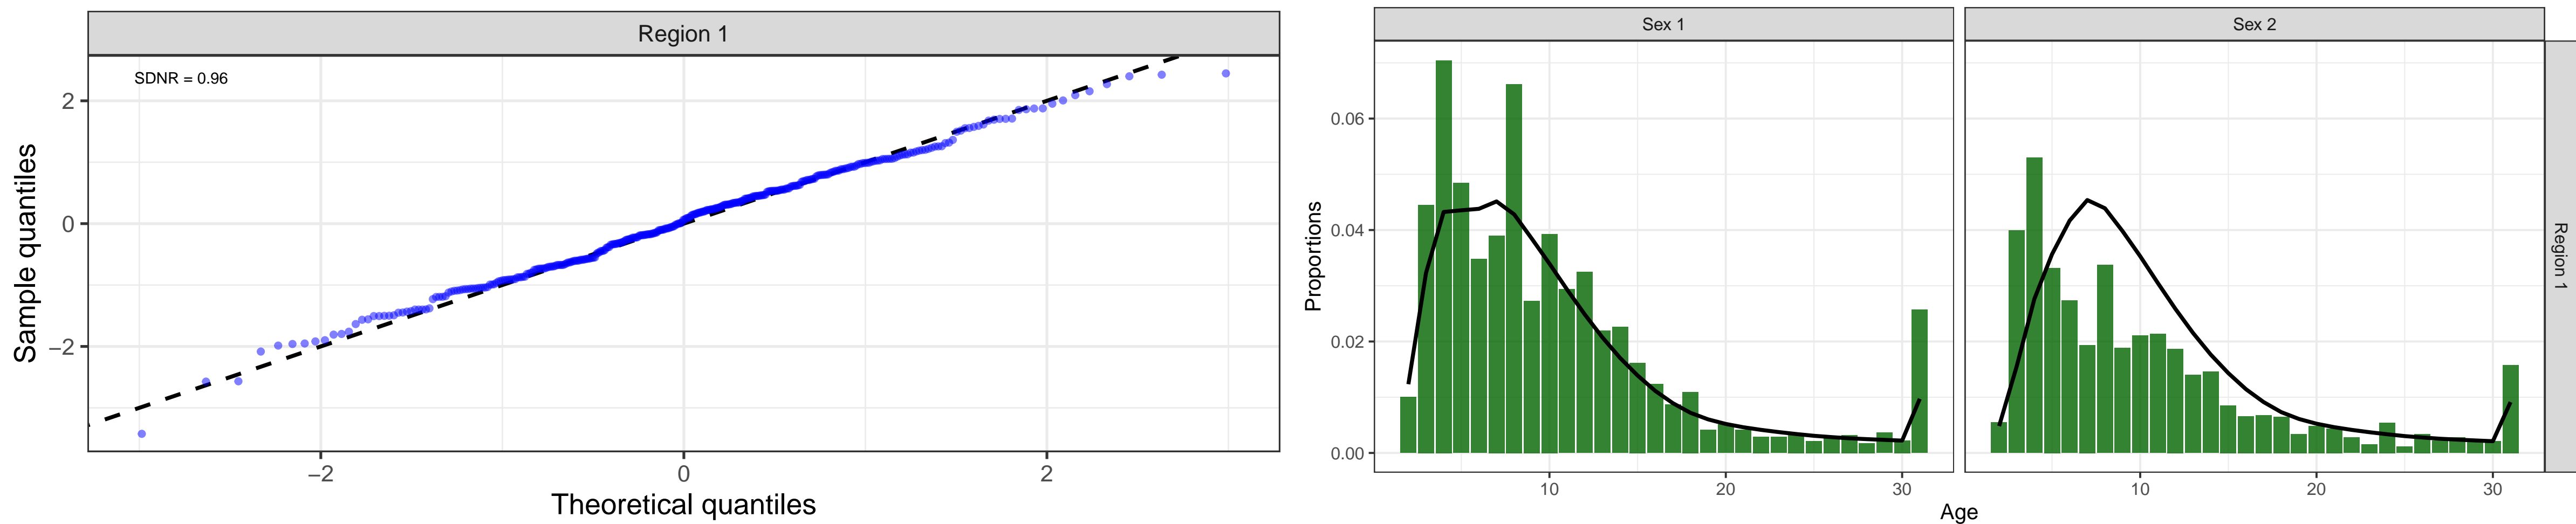 Region 1
SDNR = 0.96
2
0
−2
−2
0
2
Theoretical quantiles
Sample quantiles
Sex 1
Sex 2
Region 1
0.06
0.04
0.02
0.00
10
20
30
10
20
30
Age
Proportions